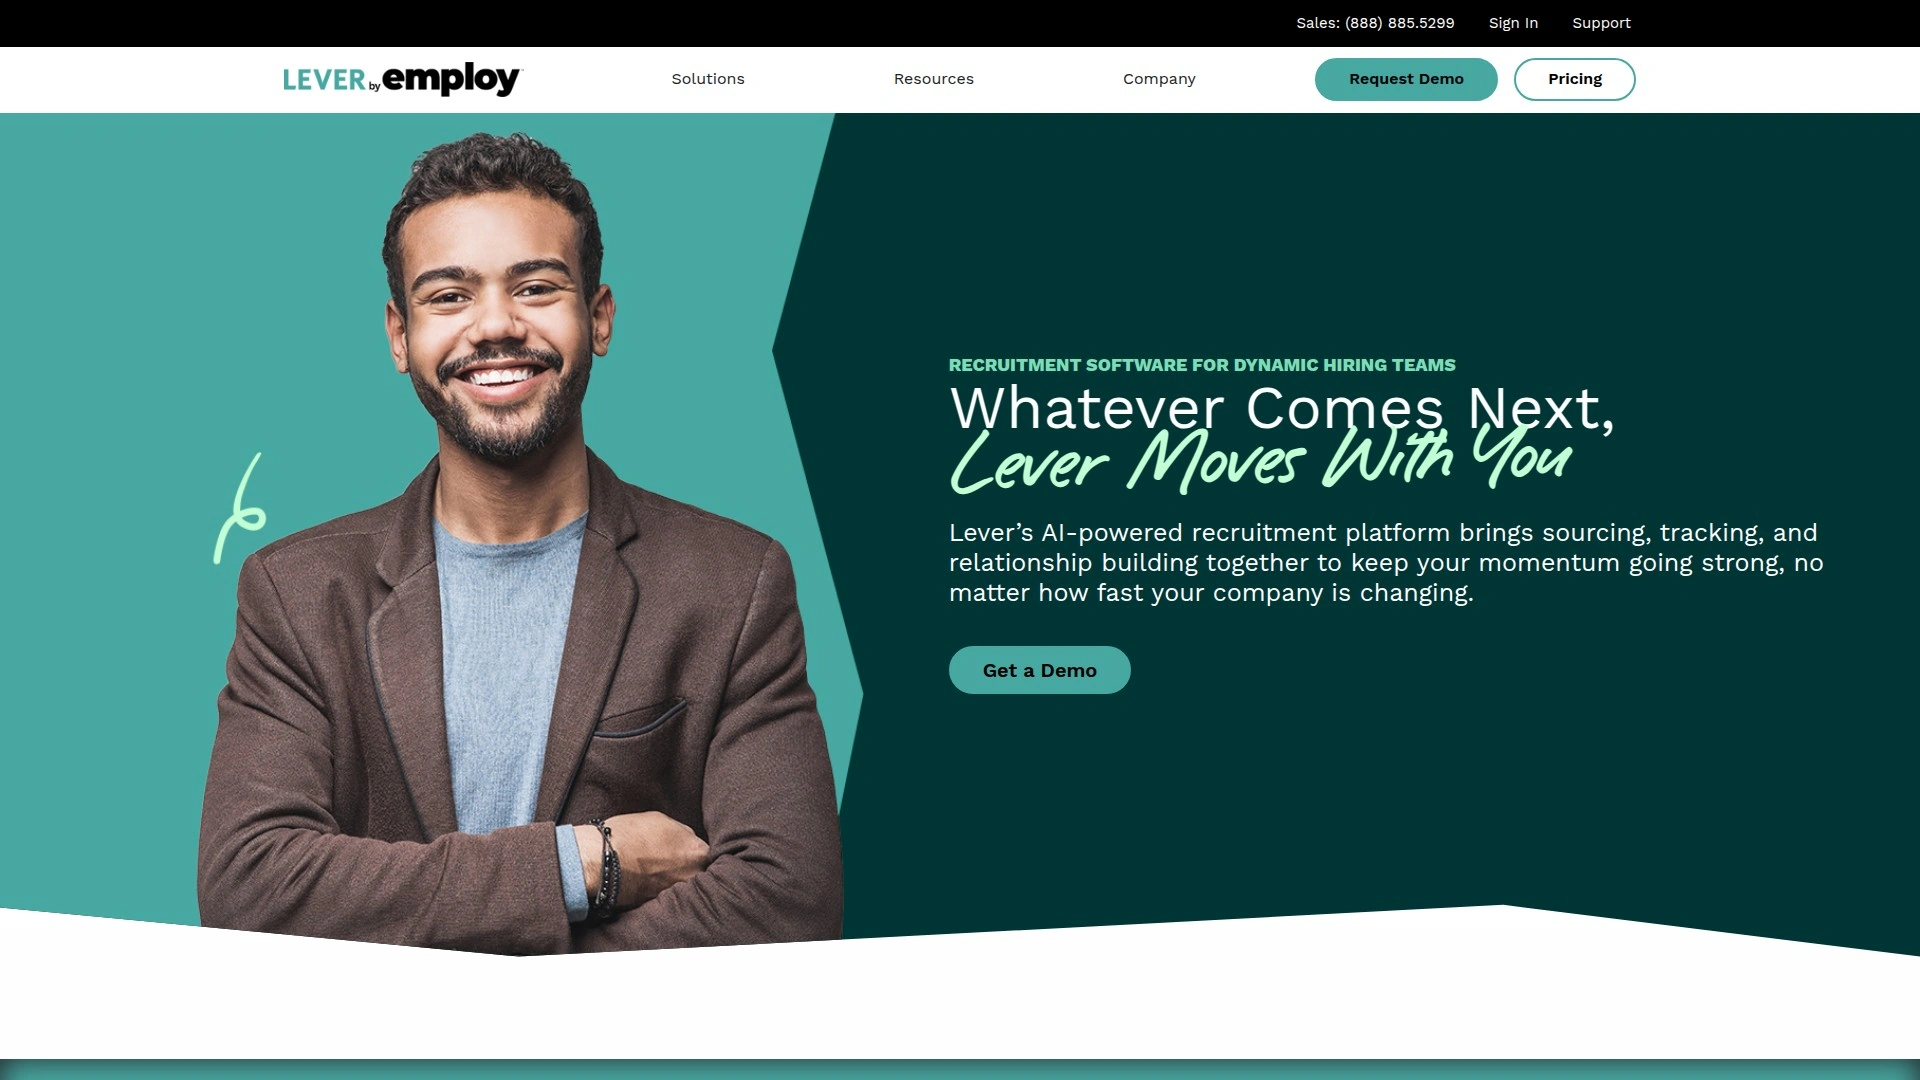 Sales: (888) 885.5299 Sign In Support
LEVER by employ Solutions Resources Company Request Demo Pricing
RECRUITMENT SOFTWARE FOR DYNAMIC HIRING TEAMS
Whatever Comes Next,
Lever Moves With You
Lever’s AI-powered recruitment platform brings sourcing, tracking, and
relationship building together to keep your momentum going strong, no
matter how fast your company is changing.
Get a Demo